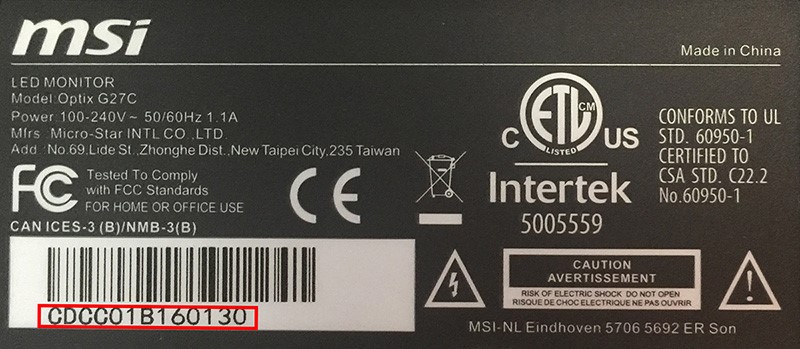 msi
Made in China
LED MONITOR
Model:Optix G27C
Power:100-240V~ 50/60Hz 1.1A
Mfrs :Micro-Star INTL.CO .,LTD.
Add :No.69,Lide St.,Zhonghe Dist.,New Taipei City,235 Taiwan
FC
Tested To Comply
with FCC Standards
FOR HOME OR OFFICE USE
CE
CAN ICES-3 (B)/NMB-3(B)
CDCC01B160130
ETL CM
LISTED
C US
Intertek
5005559
CONFORMS TO UL
STD. 60950-1
CERTIFIED TO
CSA STD. C22.2
No.60950-1
CAUTION
AVERTISSEMENT
RISK OF ELECTRIC SHOCK DO NOT OPEN
RISQUE DE CHOC ELECTRIQUE NE PAS OUVRIR
MSI-NL Eindhoven 5706 5692 ER Son